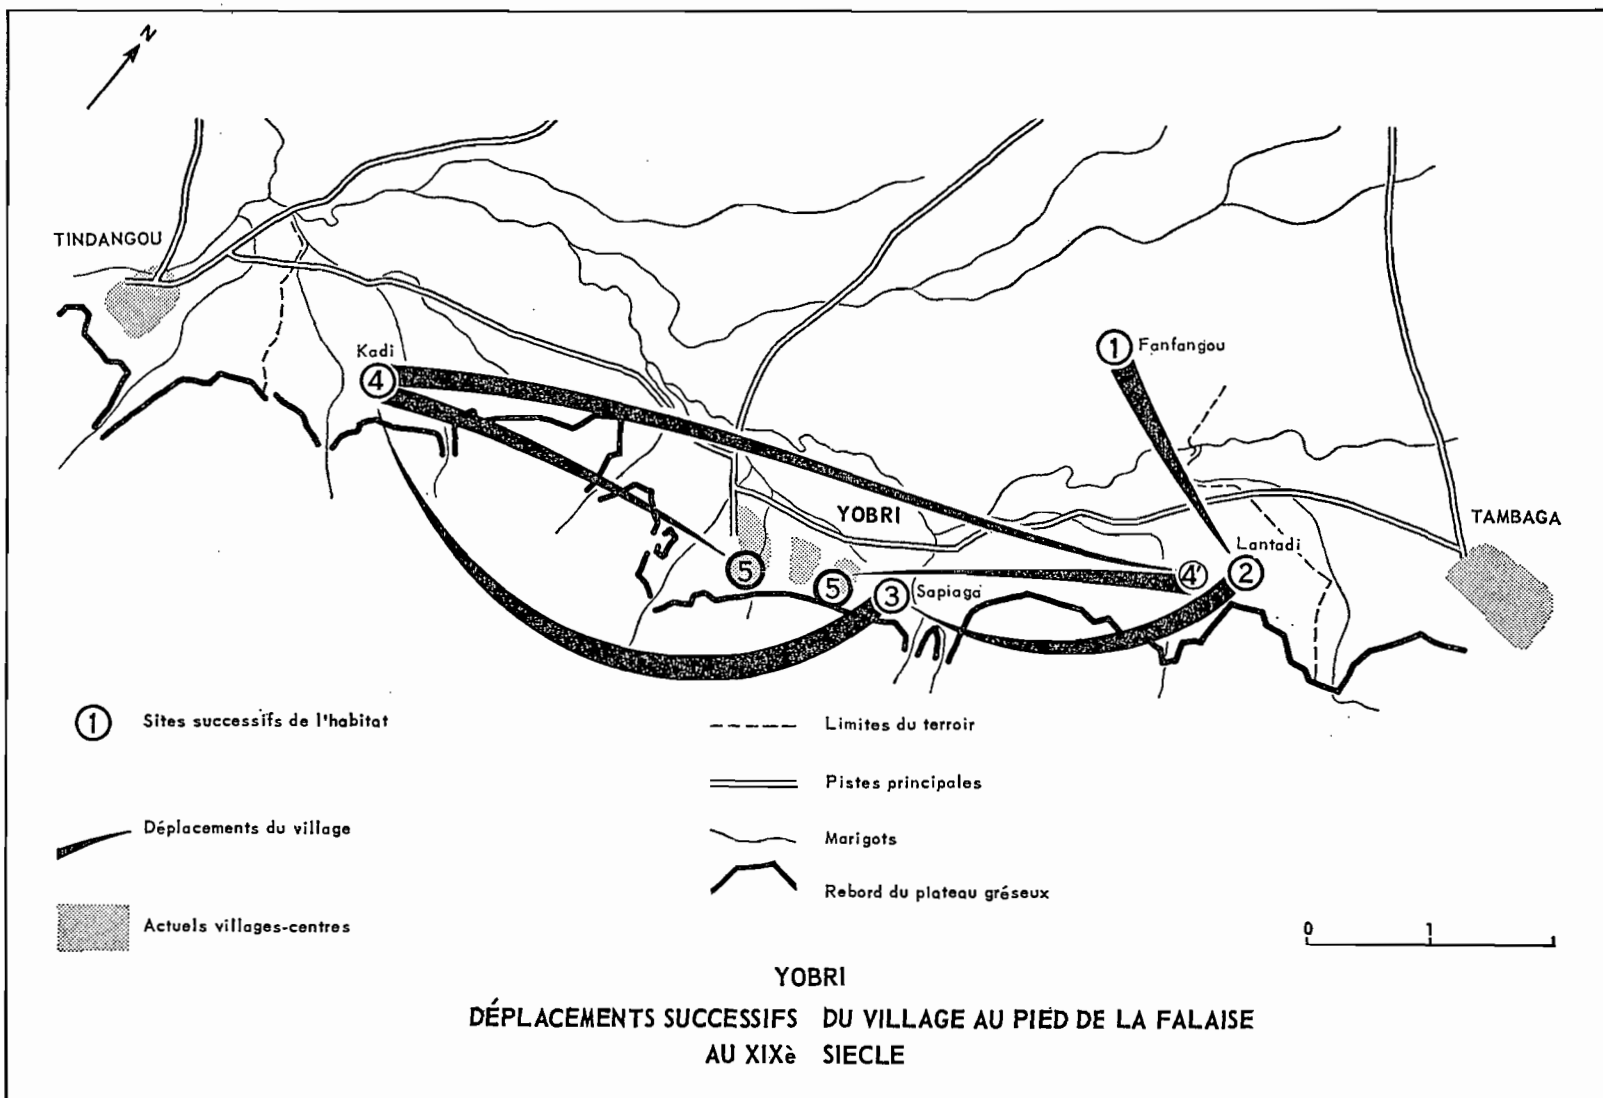 N
TINDANGOU
Kadi
4
1 Fanfangou
YOBRI
TAMBAGA
Lantadi
5
5
3 (Sapiaga
4'
2
1 Sites successifs de l'habitat
Déplacements du village
Actuels villages-centres
Limites du terroir
Pistes principales
Marigots
Rebord du plateau gréseux
0 1
YOBRI
DÉPLACEMENTS SUCCESSIFS DU VILLAGE AU PIED DE LA FALAISE
AU XIXè SIECLE